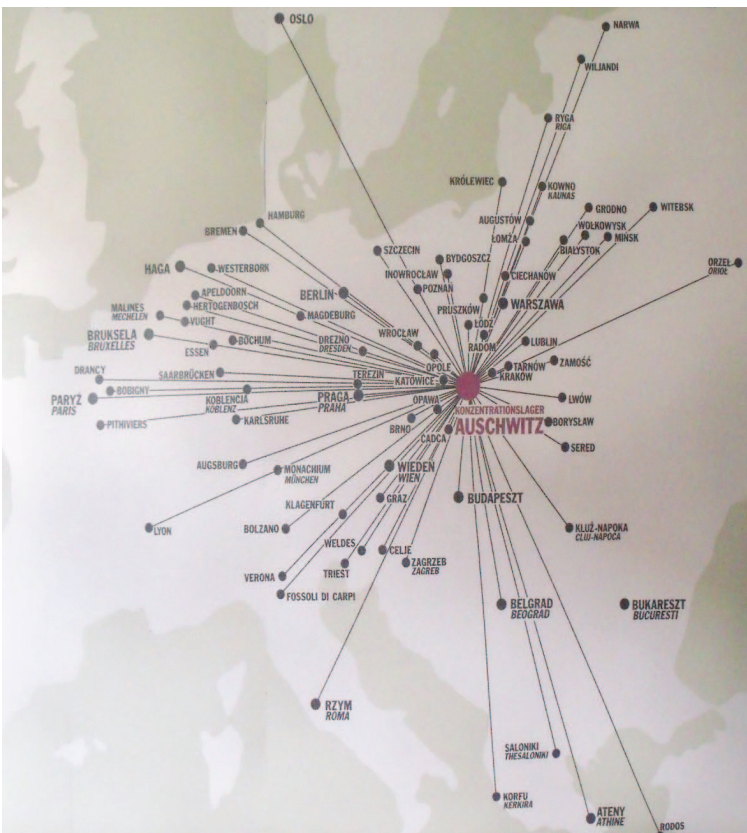 OSLO
NARWA
WILJANDI
RYGA
RIGA
KRÓLEWIEC
KOWNO
KAUNAS
GRODNO
WITEBSK
AUGUSTÓW
WOŁKOWYSK
HAMBURG
BREMEN
ŁOMŻA
MIŃSK
BIAŁYSTOK
SZCZECIN
BYDGOSZCZ
ORZEŁ
ORIOŁ
HAGA
WESTERBORK
INOWROCŁAW
CIECHANÓW
POZNAŃ
APELDOORN
BERLIN
HERTOGENBOSCH
PRUSZKÓW
WARSZAWA
MALINES
MECHELEN
VUGHT
MAGDEBURG
ŁÓDŹ
BRUKSELA
BRUXELLES
WROCŁAW
RADOM
BOCHUM
DREZNO
DRESDEN
LUBLIN
ESSEN
OPOLE
ZAMOŚĆ
DRANCY
SAARBRÜCKEN
TEREZIN
KATOWICE
TARNÓW
KRAKÓW
BOBIGNY
PARYŻ
PARIS
KOBLENCJA
KOBLENZ
PRAGA
PRAHA
OPAWA
LWÓW
KONZENTRATIONSLAGER
AUSCHWITZ
PITHIVIERS
KARLSRUHE
BRNO
BORYSŁAW
CADCA
SERED
AUGSBURG
MONACHIUM
MÜNCHEN
WIEDEN
WIEN
BUDAPESZT
GRAZ
KLAGENFURT
LYON
BOLZANO
KLUŻ-NAPOKA
CLUJ-NAPOCA
WELDES
CELJE
TRIEST
ZAGRZEB
ZAGREB
VERONA
FOSSOLI DI CARPI
BELGRAD
BEOGRAD
BUKARESZT
BUCURESTI
RZYM
ROMA
SALONIKI
THESALONIKI
KORFU
KERKIRA
ATENY
ATHINE
RODOS